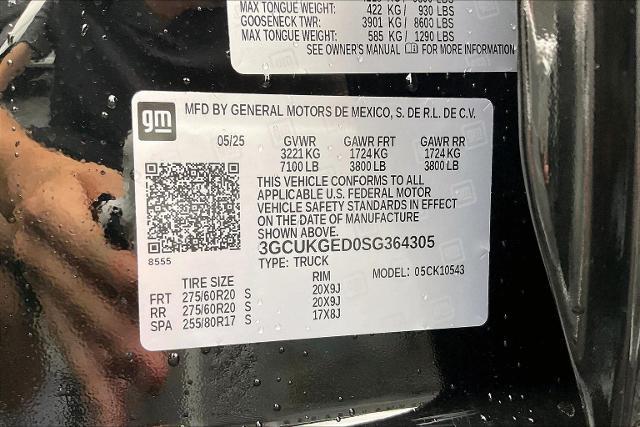 MAX TONGUE WEIGHT: 422 KG / 930 LBS
GOOSENECK TWR: 3901 KG / 8603 LBS
MAX TONGUE WEIGHT: 585 KG / 1290 LBS
SEE OWNER'S MANUAL FOR MORE INFORMATION
gm MFD BY GENERAL MOTORS DE MEXICO, S. DE R.L. DE C.V.
05/25 GVWR GAWR FRT GAWR RR
3221 KG 1724 KG 1724 KG
7100 LB 3800 LB 3800 LB
THIS VEHICLE CONFORMS TO ALL
APPLICABLE U.S. FEDERAL MOTOR
VEHICLE SAFETY STANDARDS IN EFFECT
ON THE DATE OF MANUFACTURE
SHOWN ABOVE.
8555
3GCUKGED0SG364305
TYPE: TRUCK MODEL: 05CK10543
TIRE SIZE RIM
FRT 275/60R20 S 20X9J
RR 275/60R20 S 20X9J
SPA 255/80R17 S 17X8J